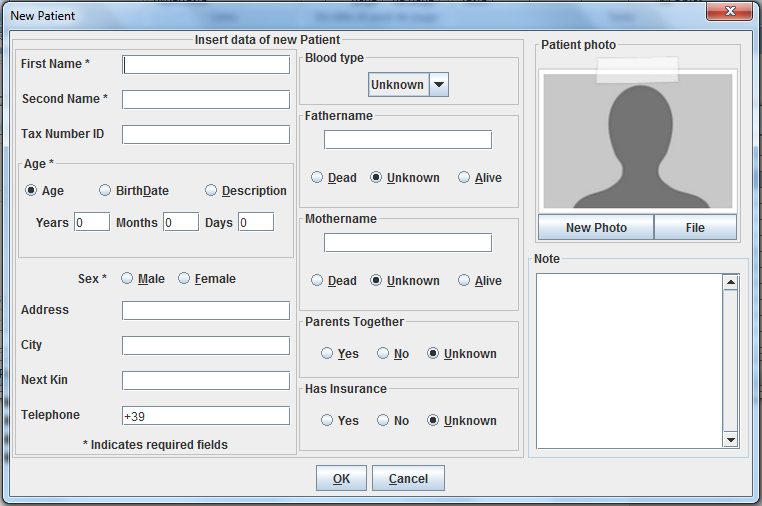 New Patient
Insert data of new Patient
First Name *
Second Name *
Tax Number ID
Age *
Age BirthDate Description
Years 0 Months 0 Days 0
Sex * Male Female
Address
City
Next Kin
Telephone +39
* Indicates required fields
Blood type
Unknown
Fathername
Dead Unknown Alive
Mothername
Dead Unknown Alive
Parents Together
Yes No Unknown
Has Insurance
Yes No Unknown
Patient photo
New Photo File
Note
OK Cancel